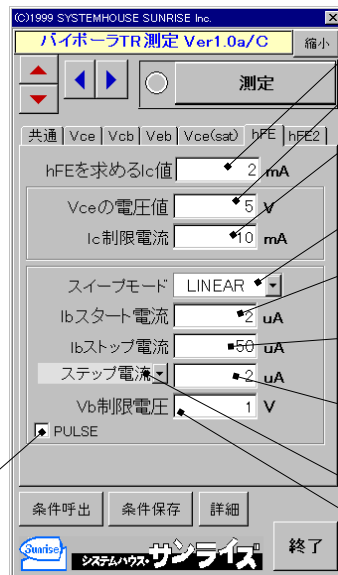 (C)1999 SYSTEMHOUSE SUNRISE Inc.
バイポーラTR測定 Ver1.0a/C 縮小
測定
共通 Vce Vcb Veb Vce(sat) hFE hFE2
hFEを求めるIc値 2 mA
Vceの電圧値 5 V
Ic制限電流 10 mA
スイープモード LINEAR
Ibスタート電流 2 uA
Ibストップ電流 50 uA
ステップ電流 2 uA
Vb制限電圧 1 V
PULSE
条件呼出 条件保存 詳細
Sunrise システムハウス・サンライズ 終了